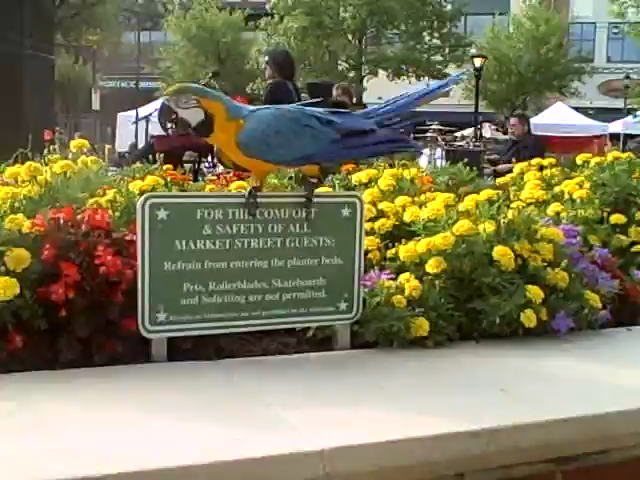 FOR THE COMFORT
& SAFETY OF ALL
MARKET STREET GUESTS:
Refrain from entering the planter beds.
Pets, Rollerblades, Skateboards
and Soliciting are not permitted.